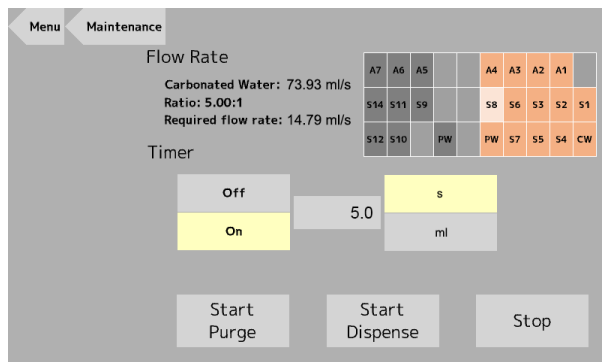 Menu Maintenance
Flow Rate
Carbonated Water: 73.93 ml/s
Ratio: 5.00:1
Required flow rate: 14.79 ml/s
A7 A6 A5 A4 A3 A2 A1
S14 S11 S9 S8 S6 S3 S2 S1
S12 S10 PW PW S7 S5 S4 CW
Timer
Off
On
5.0
s
ml
Start
Purge
Start
Dispense
Stop